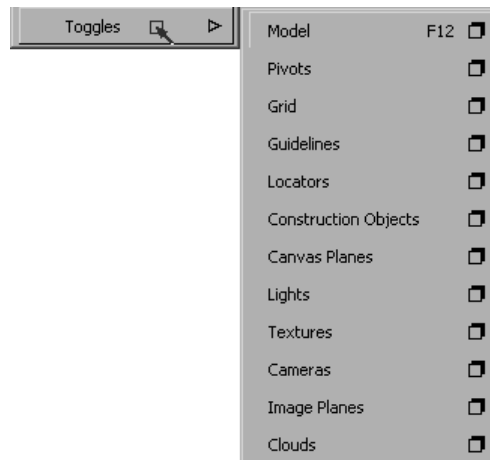 Toggles
Model F12
Pivots
Grid
Guidelines
Locators
Construction Objects
Canvas Planes
Lights
Textures
Cameras
Image Planes
Clouds